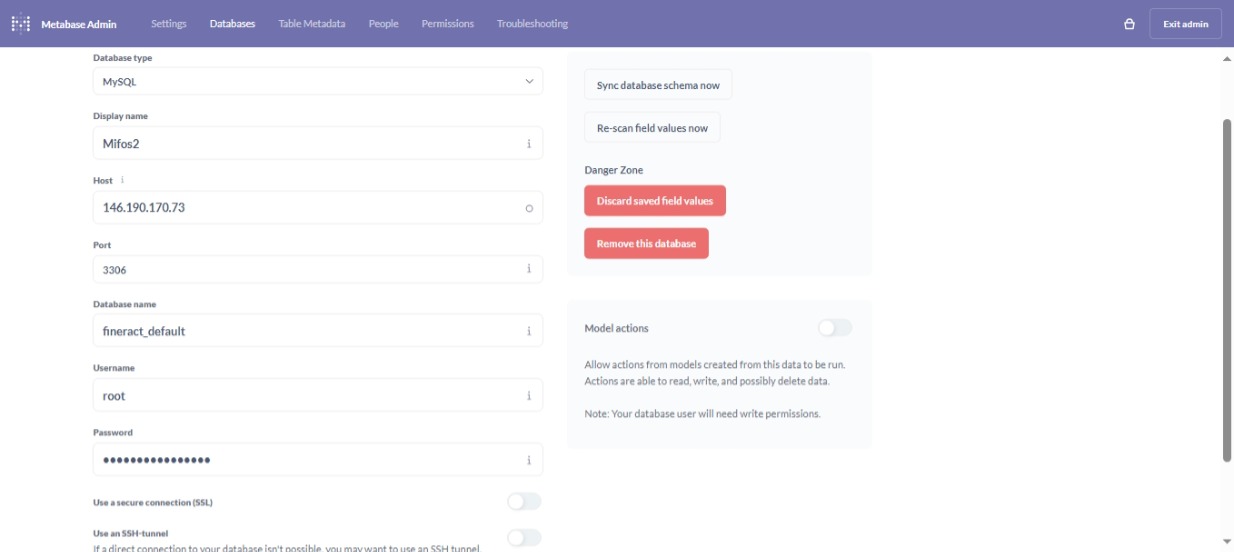 Metabase Admin
Settings
Databases
Table Metadata
People
Permissions
Troubleshooting
Exit admin
Database type
MySQL
Display name
Mifos2
Host
146.190.170.73
Port
3306
Database name
fineract_default
Username
root
Password
••••••••••••••••
Use a secure connection (SSL)
Use an SSH-tunnel
If a direct connection to your database isn't possible, you may want to use an SSH tunnel.
Sync database schema now
Re-scan field values now
Danger Zone
Discard saved field values
Remove this database
Model actions
Allow actions from models created from this data to be run.
Actions are able to read, write, and possibly delete data.
Note: Your database user will need write permissions.